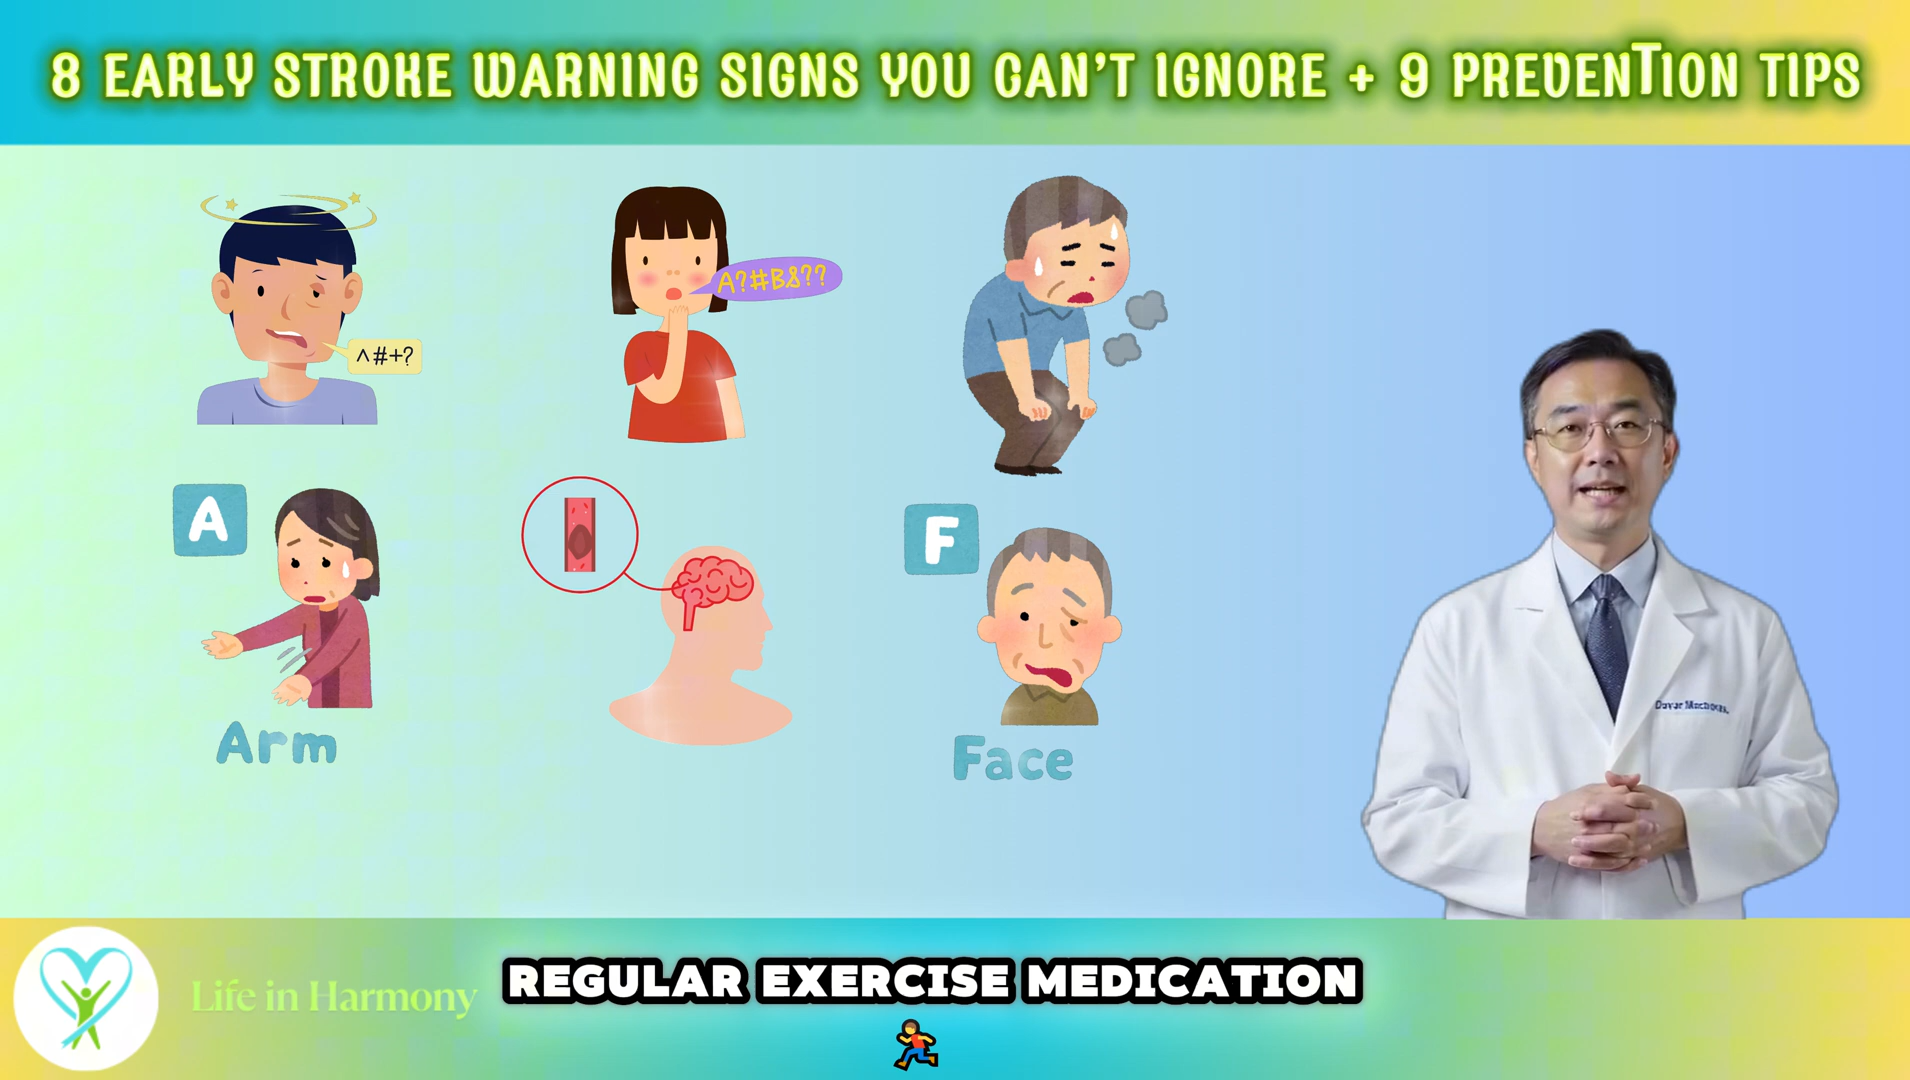 8 EARLY STROKE WARNING SIGNS YOU CAN'T IGNORE + 9 PREVENTION TIPS
^#+?
A?#B&??
A
Arm
F
Face
Life in Harmony
REGULAR EXERCISE MEDICATION